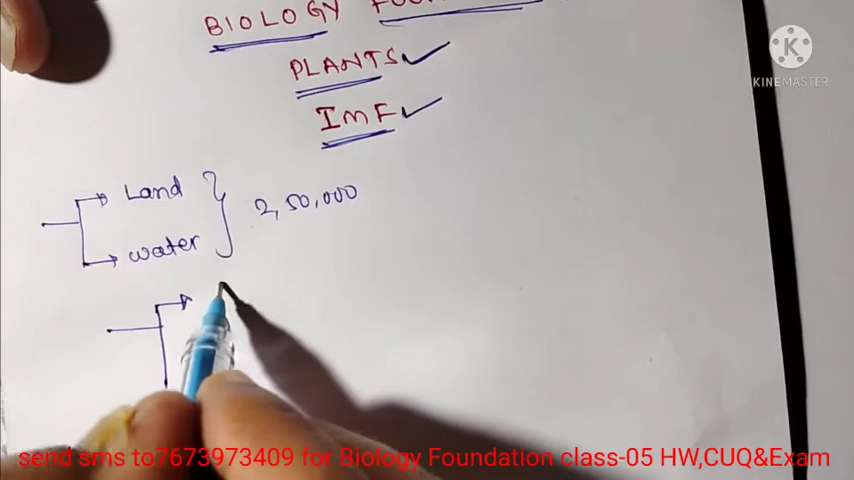 BIOLOGY
PLANTS
IMF
KINEMASTER
Land
2,50,000
water
send sms to7673973409 for Biology Foundation class-05 HW,CUQ&Exam